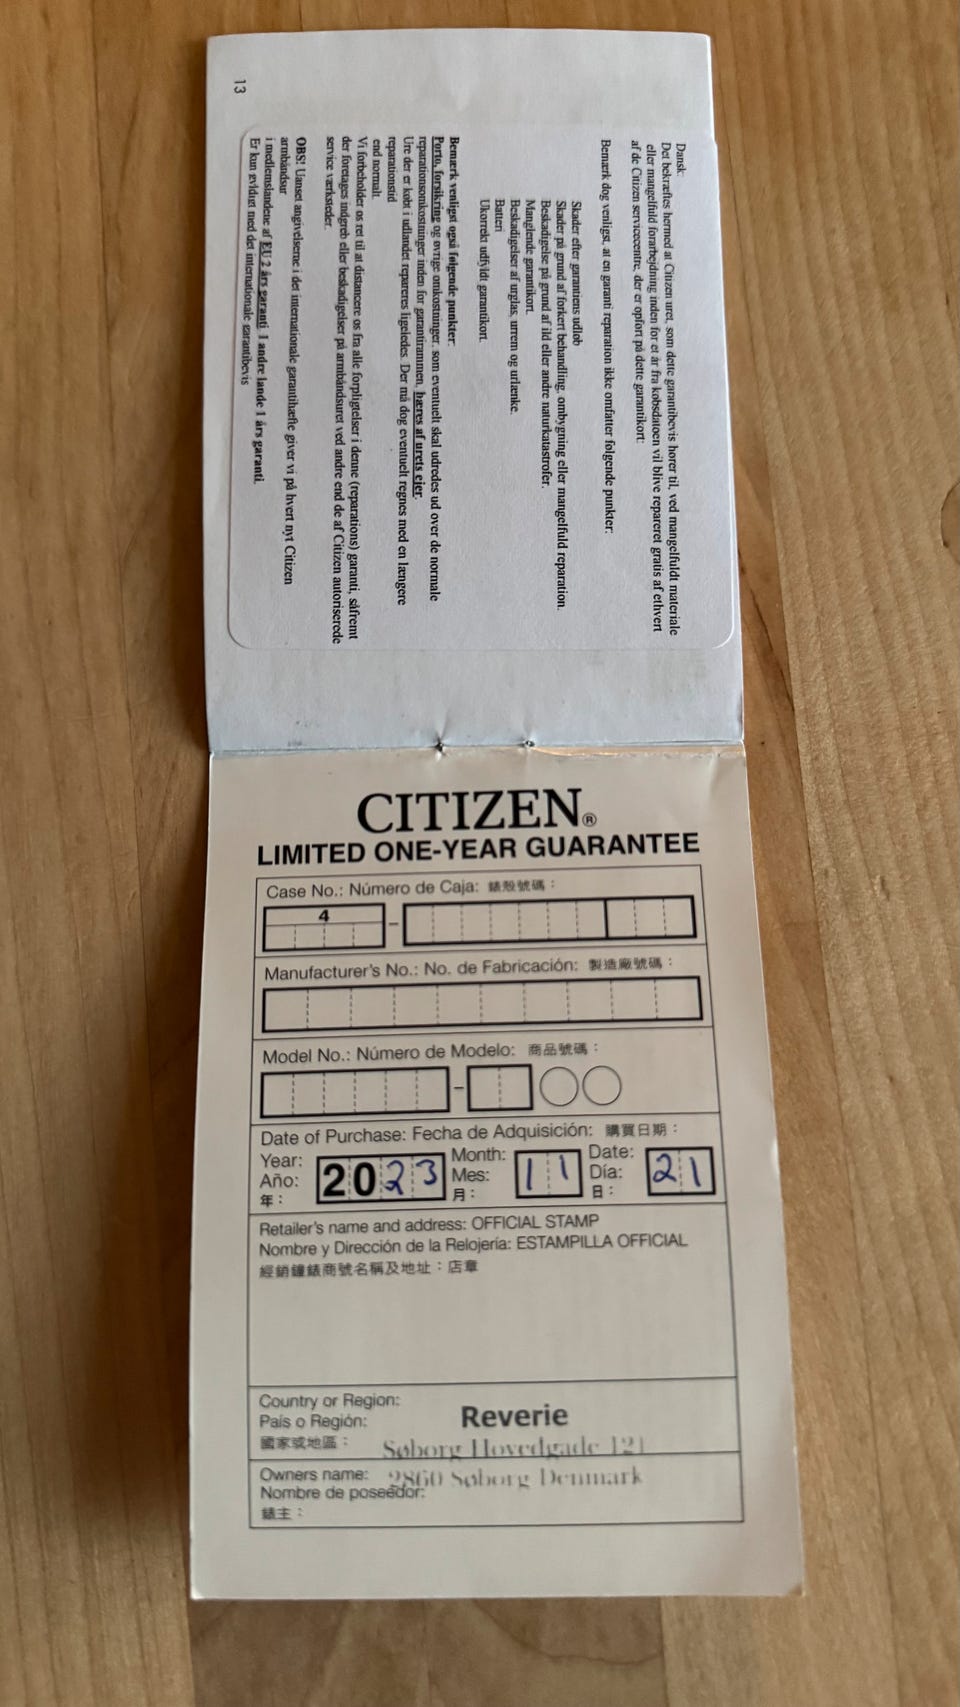 13
Dansk:
Det bekræftes hermed at Citizen uret, som dette garantibevis hører til, ved mangelfuldt materiale
eller mangelfuld forarbejdning inden for et år fra købsdatoen vil blive repareret gratis af ethvert
af de Citizen servicecentre, der er opført på dette garantikort:
Bemærk dog venligst, at en garanti reparation ikke omfatter følgende punkter:
Skader efter garantiens udløb
Skader på grund af forkert behandling, ombygning eller mangelfuld reparation.
Beskadigelse på grund af ild eller andre naturkatastrofer.
Manglende garantikort.
Beskadigelser af urglas, urrem og urlænke.
Batteri
Ukorrekt udfyldt garantikort.
Bemærk venligst også følgende punkter:
Porto, forsikring og øvrige omkostninger, som eventuelt skal udredes ud over de normale
reparationsomkostninger inden for garantirammen, bæres af urets ejer.
Ure der er købt i udlandet repareres ligeledes. Der må dog eventuelt regnes med en længere
reparationstid
end normalt.
Vi forbeholder os ret til at distancere os fra alle forpligtelser i denne (reparations) garanti, såfremt
der foretages indgreb eller beskadigelser på armbåndsuret ved andre end de af Citizen autoriserede
service værksteder.
OBS! Uanset angivelserne i det internationale garantihæfte giver vi på hvert nyt Citizen
armbåndsur
i medlemslandene af EU 2 års garanti. I andre lande 1 års garanti.
Er kun gyldigt med det internationale garantibevis
CITIZEN®
LIMITED ONE-YEAR GUARANTEE
Case No.: Número de Caja: 錶殼號碼：
4 -
Manufacturer's No.: No. de Fabricación: 製造廠號碼：
Model No.: Número de Modelo: 商品號碼：
-
Date of Purchase: Fecha de Adquisición: 購買日期：
Year: Month: Date:
Año: 2023 Mes: 11 Día: 21
年： 月： 日：
Retailer's name and address: OFFICIAL STAMP
Nombre y Dirección de la Relojería: ESTAMPILLA OFFICIAL
經銷鐘錶商號名稱及地址：店章
Country or Region:
País o Región: Reverie
國家或地區： Søborg Hovedgade 121
Owners name: 2860 Søborg Denmark
Nombre de poseedor:
錶主：